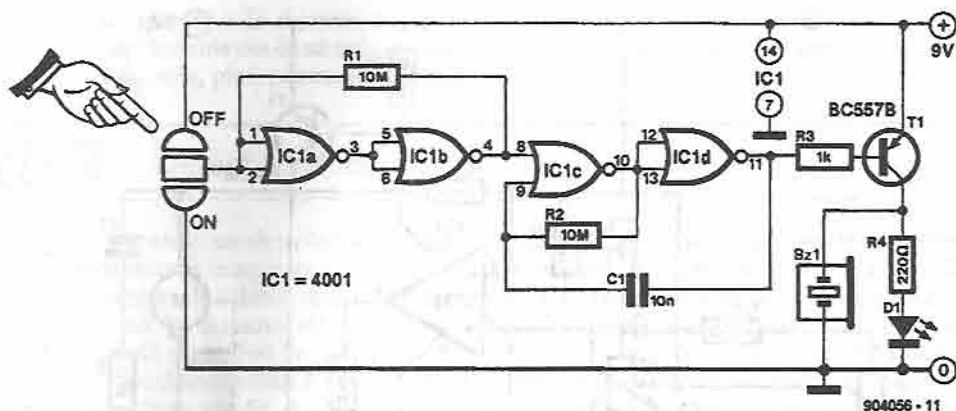 +
9V
R1
10M
14
IC1
7
BC557B
T1
OFF
1
2
IC1a
3
5
6
IC1b
4
8
9
IC1c
10
12
13
IC1d
11
R3
1k
ON
R2
10M
C1
10n
Bz1
R4
220Ω
D1
IC1 = 4001
0
904056 - 11